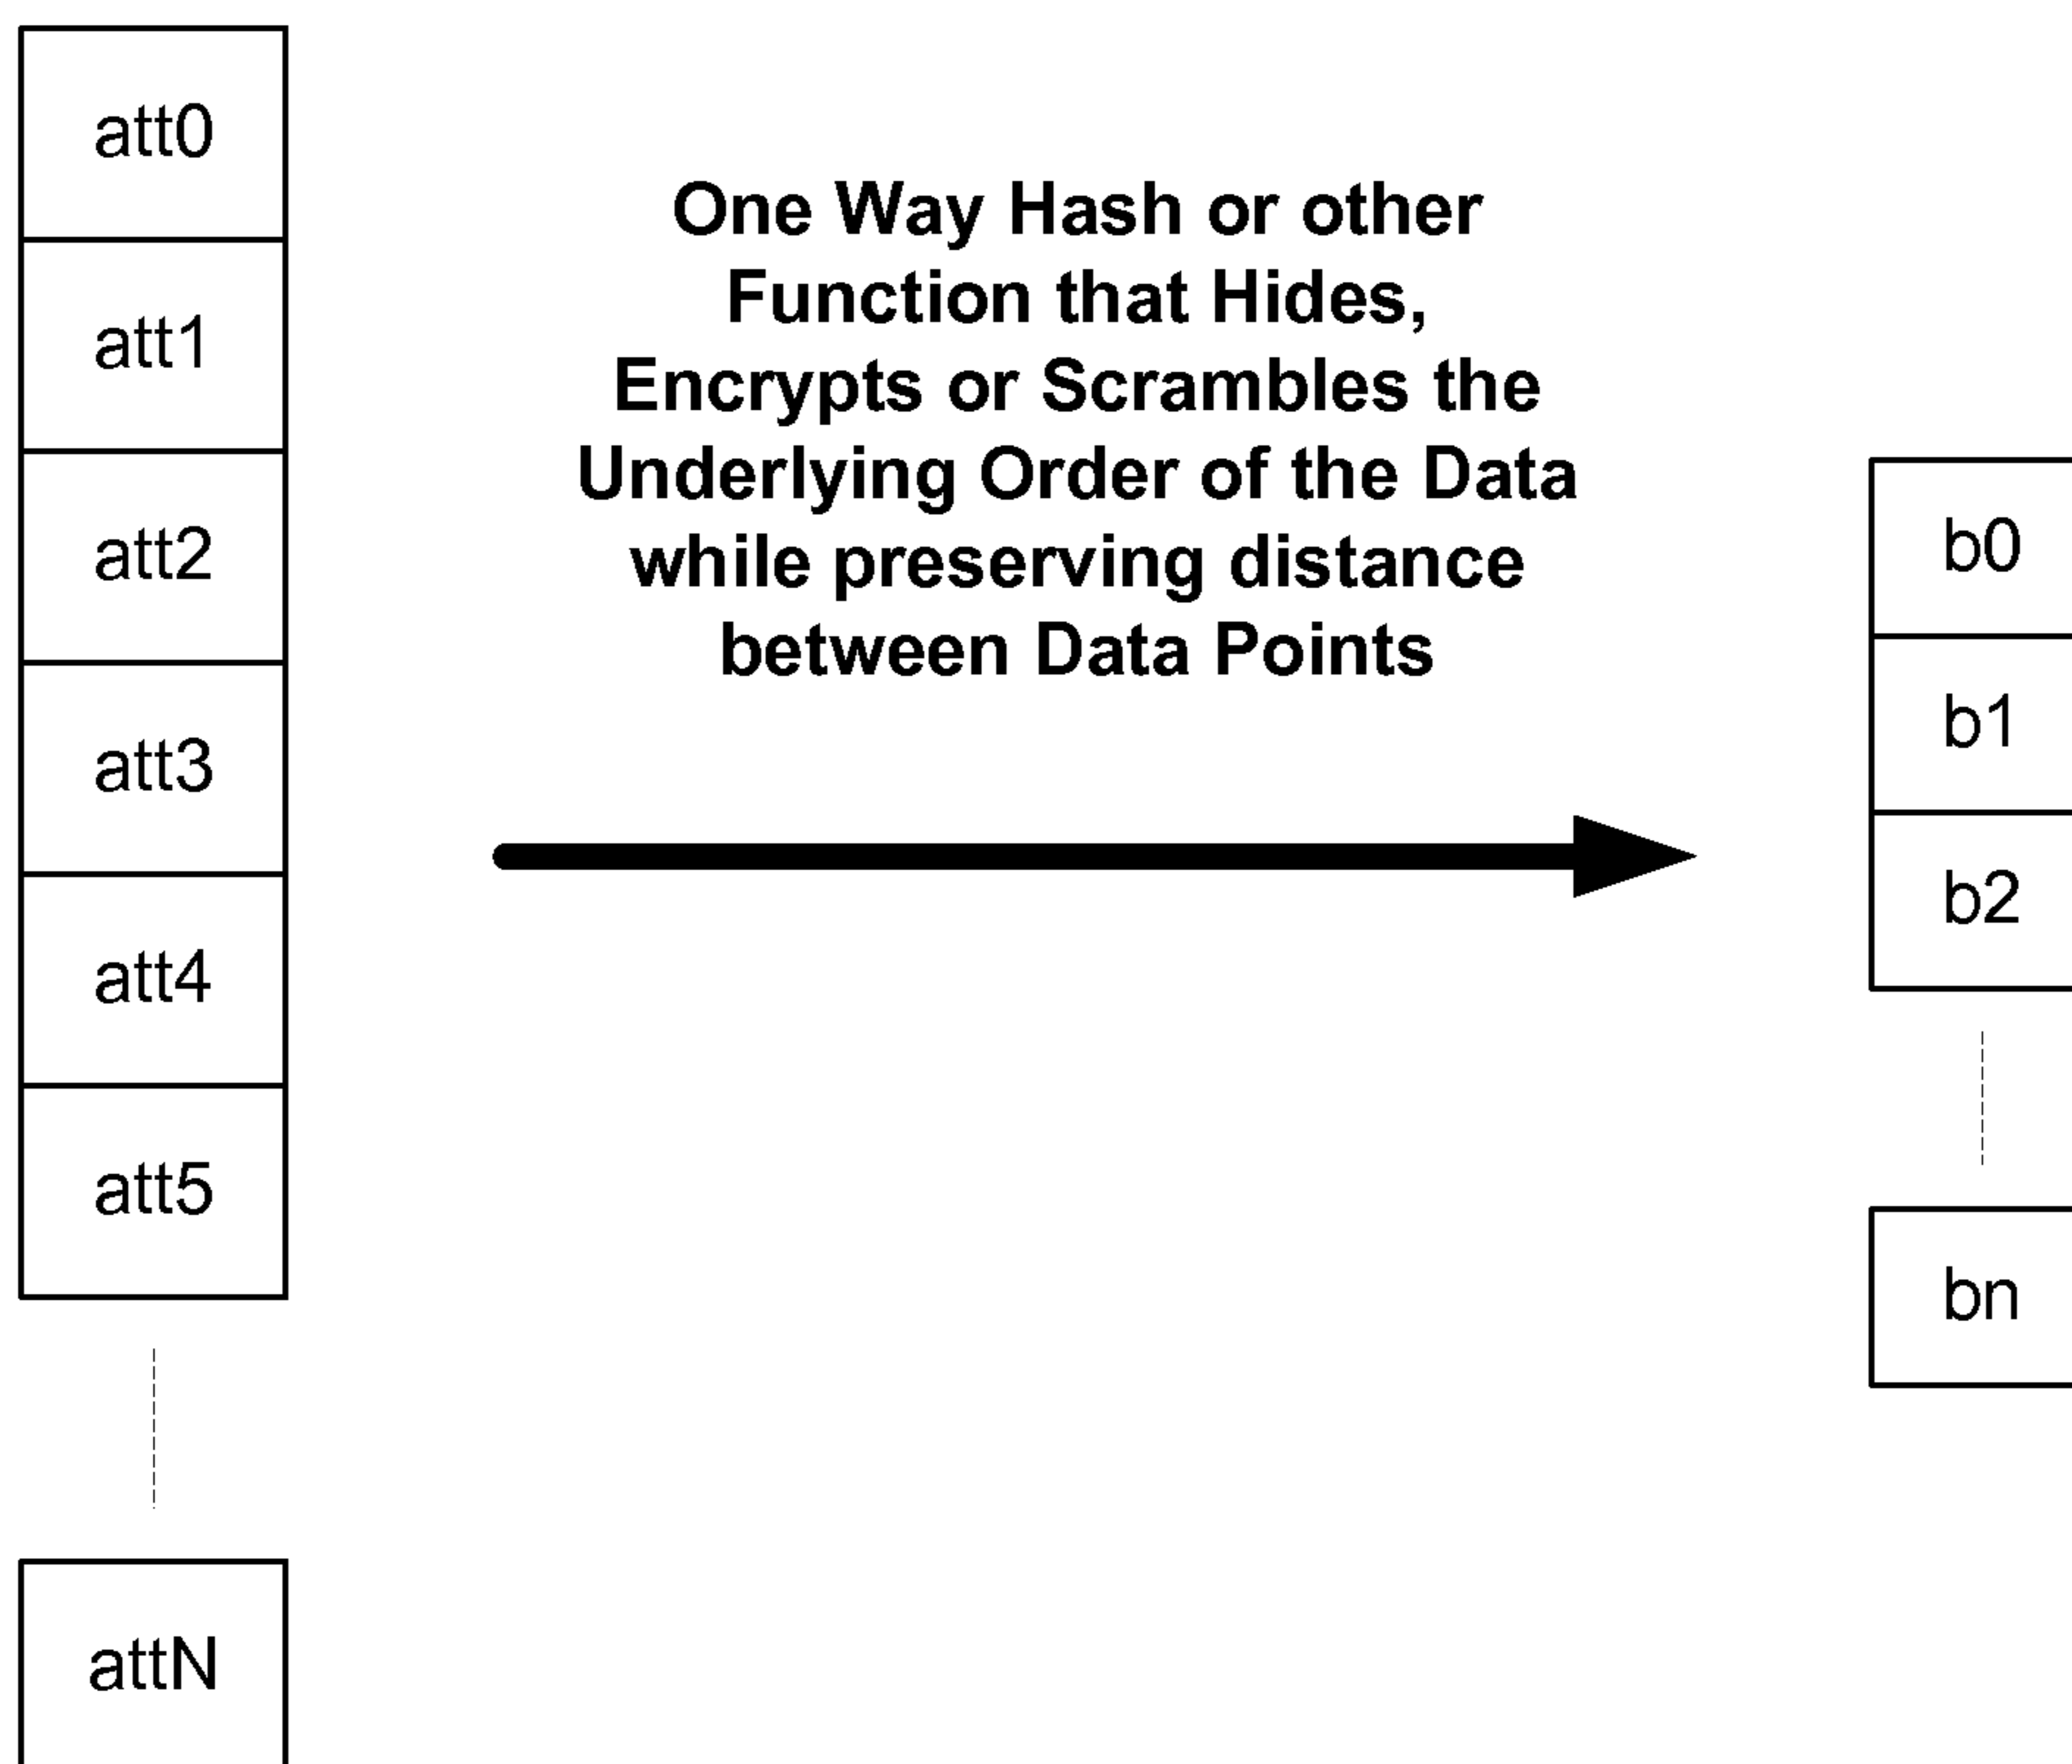 att0
att1
att2
att3
att4
att5
attN
One Way Hash or other
Function that Hides,
Encrypts or Scrambles the
Underlying Order of the Data
while preserving distance
between Data Points
b0
b1
b2
bn